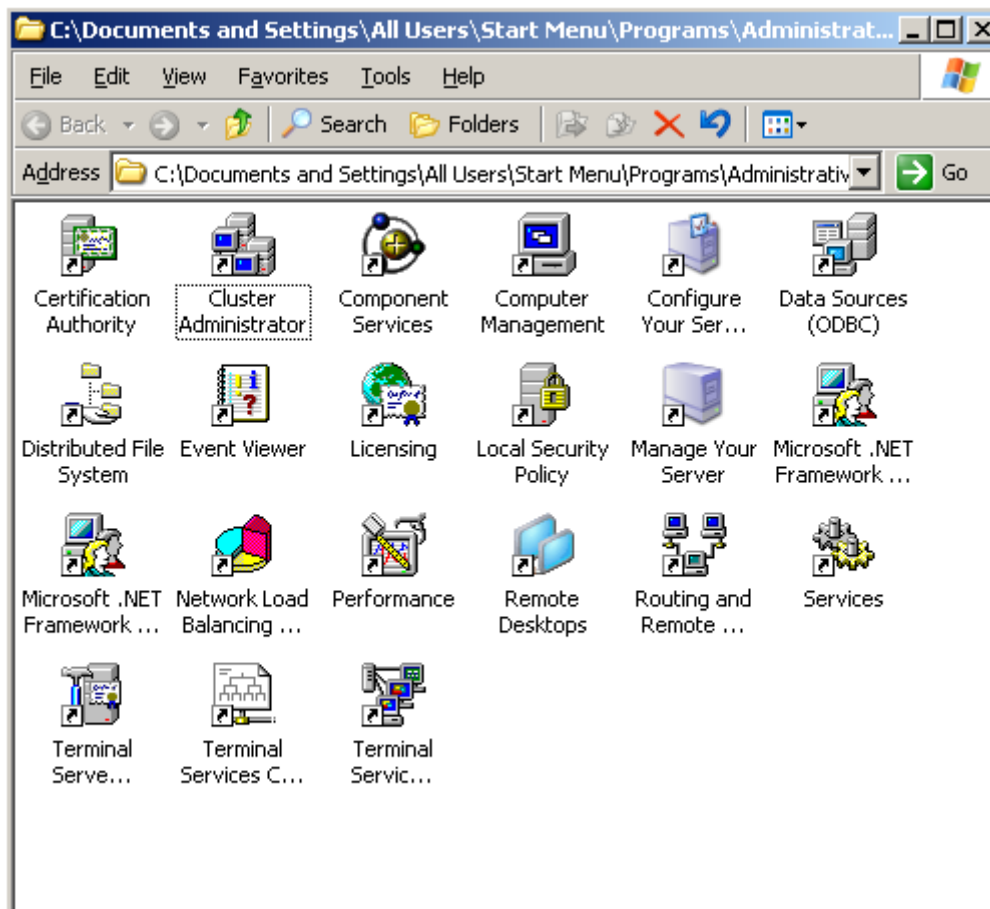 C:\Documents and Settings\All Users\Start Menu\Programs\Administrat...
File Edit View Favorites Tools Help
Back Search Folders
Address C:\Documents and Settings\All Users\Start Menu\Programs\Administrativ Go
Certification Authority
Cluster Administrator
Component Services
Computer Management
Configure Your Ser...
Data Sources (ODBC)
Distributed File System
Event Viewer
Licensing
Local Security Policy
Manage Your Server
Microsoft .NET Framework ...
Microsoft .NET Framework ...
Network Load Balancing ...
Performance
Remote Desktops
Routing and Remote ...
Services
Terminal Serve...
Terminal Services C...
Terminal Servic...